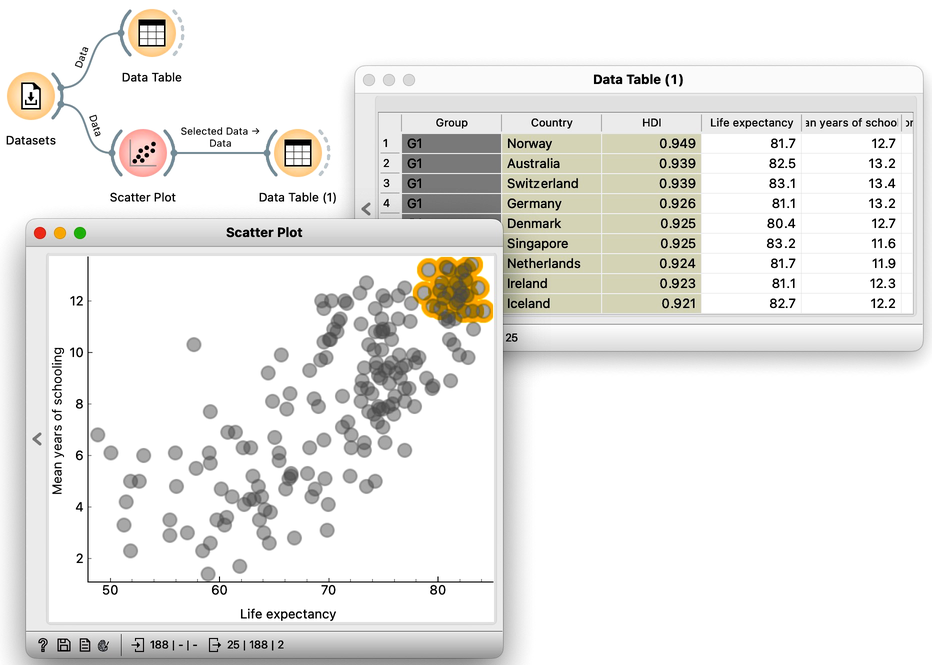 Data
Data Table
Datasets
Data
Selected Data →
Data
Scatter Plot
Data Table (1)
Data Table (1)
Group Country HDI Life expectancy an years of schoo
1 G1 Norway 0.949 81.7 12.7
2 G1 Australia 0.939 82.5 13.2
3 G1 Switzerland 0.939 83.1 13.4
4 G1 Germany 0.926 81.1 13.2
Denmark 0.925 80.4 12.7
Singapore 0.925 83.2 11.6
Netherlands 0.924 81.7 11.9
Ireland 0.923 81.1 12.3
Iceland 0.921 82.7 12.2
25
Scatter Plot
12
10
8
6
4
2
Mean years of schooling
50 60 70 80
Life expectancy
? 188 | - | - 25 | 188 | 2